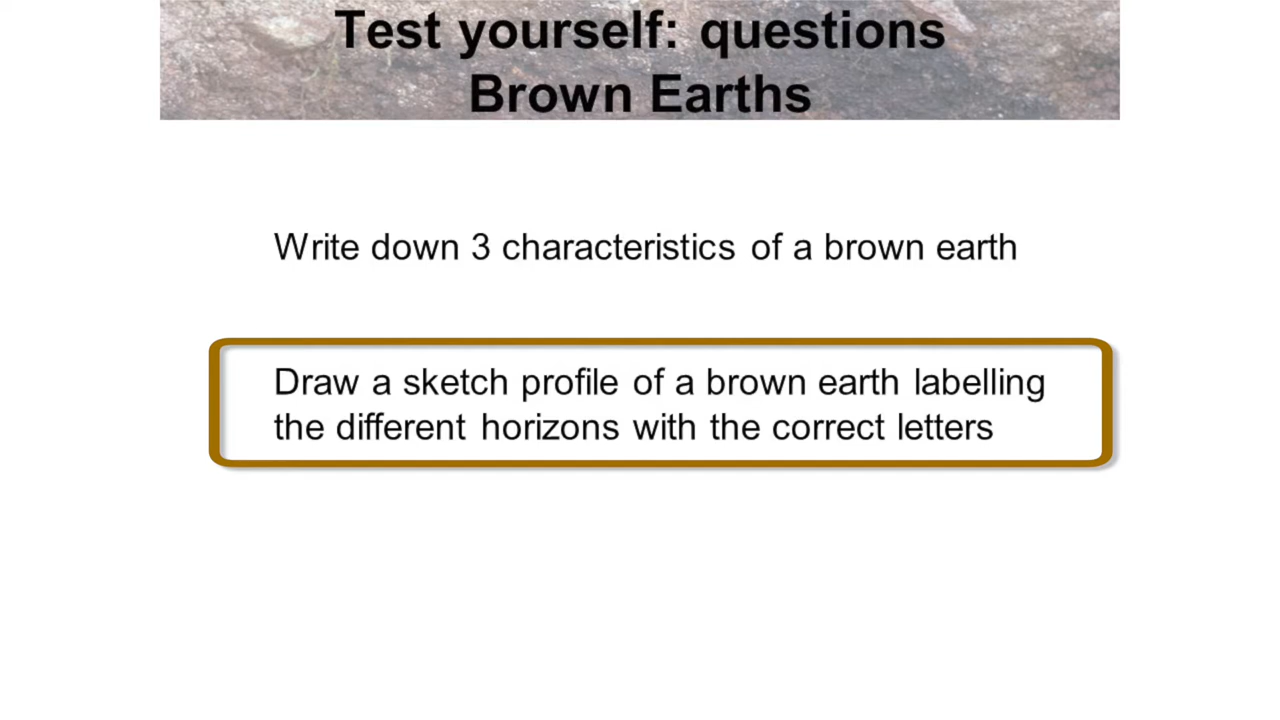 Test yourself: questions
Brown Earths
Write down 3 characteristics of a brown earth
Draw a sketch profile of a brown earth labelling
the different horizons with the correct letters